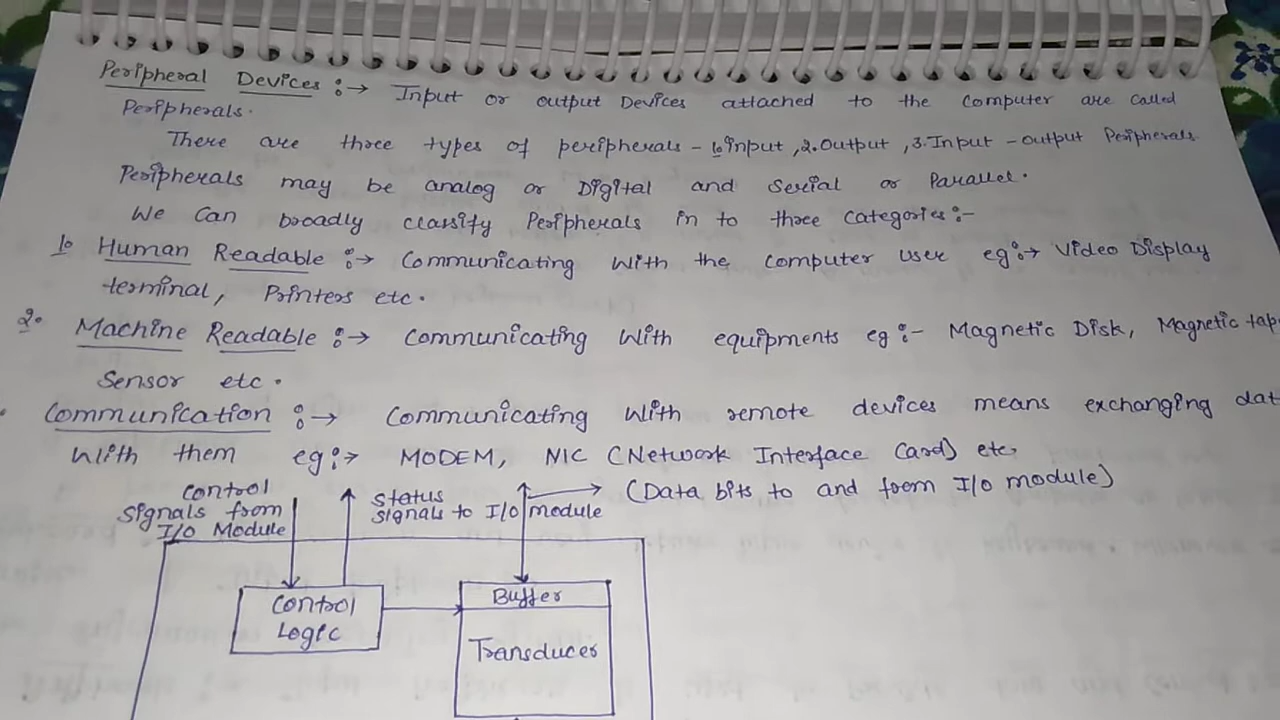 Peripheral Devices :→ Input or output Devices attached to the computer are called
Peripherals.
There are three types of peripherals - 1. Input, 2. Output, 3. Input - output Peripherals
Peripherals may be analog or Digital and Serial or Parallel.
We can broadly classify Peripherals in to three categories :-
1. Human Readable :→ Communicating with the computer user eg :→ Video Display
terminal, Printers etc.
2. Machine Readable :→ Communicating with equipments eg :- Magnetic Disk, Magnetic tap
Sensor etc.
Communication :→ Communicating with remote devices means exchanging dat
with them eg :→ MODEM, NIC (Network Interface Card) etc,
control
signals from
I/O Module
status
signals to I/O module
(Data bits to and from I/O module)
Control
Logic
Buffer
Transducer